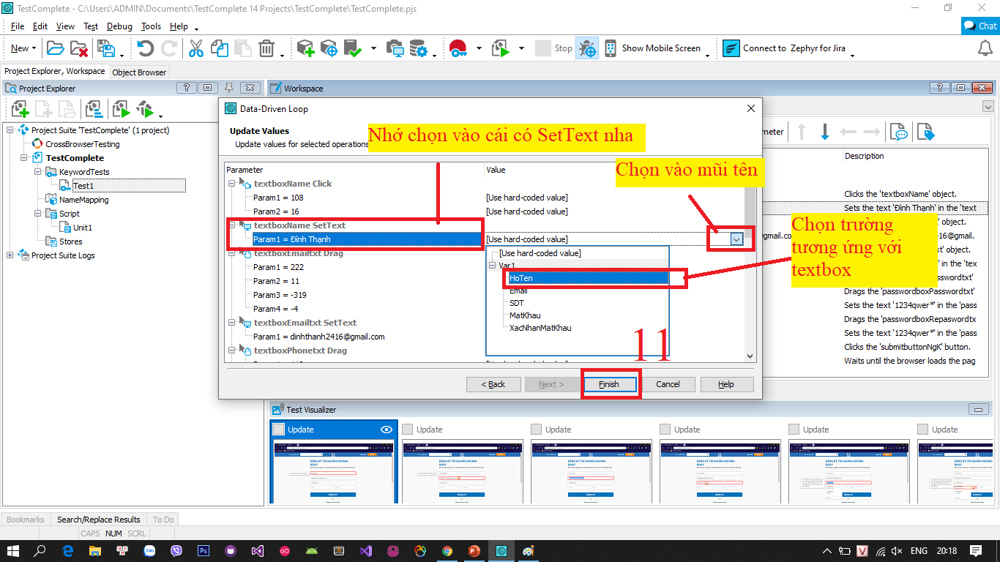 TestComplete - C:\Users\ADMIN\Documents\TestComplete 14 Projects\TestComplete\TestComplete.pjs
File Edit View Test Debug Tools Help
Chat
New
Stop
Show Mobile Screen
Connect to Zephyr for Jira
Project Explorer, Workspace
Object Browser
Project Explorer
Workspace
Project Suite 'TestComplete' (1 project)
CrossBrowserTesting
TestComplete
KeywordTests
Test1
NameMapping
Script
Unit1
Stores
Project Suite Logs
Data-Driven Loop
Update Values
Update values for selected operations
Nhớ chọn vào cái có SetText nha
Chọn vào mũi tên
Parameter
Value
textboxName Click
Param1 = 108
[Use hard-coded value]
Param2 = 16
[Use hard-coded value]
textboxName SetText
Param1 = Đình Thạnh
[Use hard-coded value]
textboxEmailtxt Drag
Param1 = 222
Param2 = 11
Param3 = -319
Param4 = -4
textboxEmailtxt SetText
Param1 = dinhthanh2416@gmail.com
textboxPhonetxt Drag
[Use hard-coded value]
Var1
HoTen
Email
SDT
MatKhau
XacNhanMatKhau
Chọn trường
tương ứng với
textbox
11
< Back
Next >
Finish
Cancel
Help
meter
Description
Clicks the 'textboxName' object.
Sets the text 'Đình Thạnh' in the 'text
' object.
gmail.co
16@gmail.
xt' object.
in the 'tex
rdboxtxt'
Drags the 'passwordboxPasswordtxt'
Sets the text '1234qwer*' in the 'pass
Drags the 'passwordboxRepaswordtx
Sets the text '1234qwer*' in the 'pass
Clicks the 'submitbuttonNgK' button.
Waits until the browser loads the pag
Test Visualizer
Update
Update
Update
Update
Update
Update
ĐĂNG KÝ TÀI KHOẢN HOCMAI
NGAY
Bookmarks
Search/Replace Results
To Do
CAPS NUM SCRL
ENG
20:18